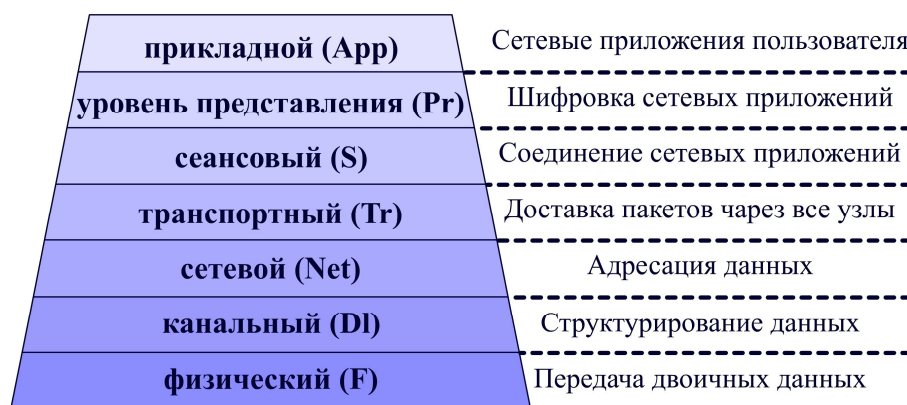 прикладной (App) Сетевые приложения пользователя
уровень представления (Pr) Шифровка сетевых приложений
сеансовый (S) Соединение сетевых приложений
транспортный (Tr) Доставка пакетов чарез все узлы
сетевой (Net) Адресация данных
канальный (Dl) Структурирование данных
физический (F) Передача двоичных данных